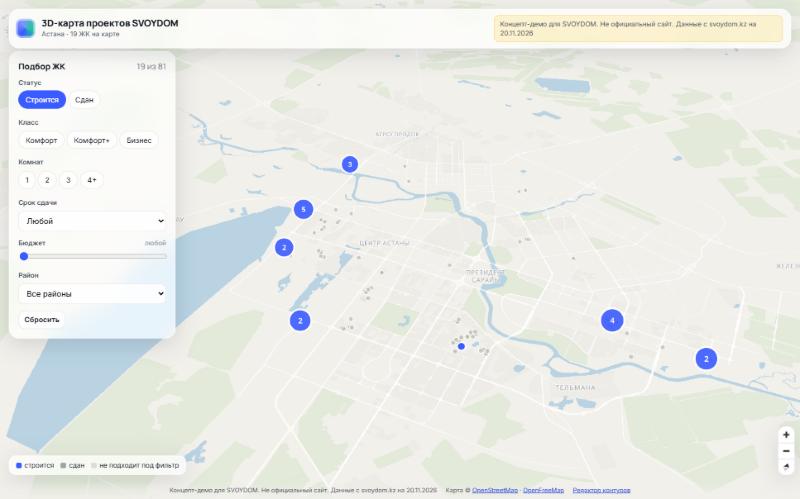 3D-карта проектов SVOYDOM
Астана · 19 ЖК на карте
Концепт-демо для SVOYDOM. Не официальный сайт. Данные с svoydom.kz на
20.11.2026
Подбор ЖК
19 из 81
Статус
Строится
Сдан
Класс
Комфорт
Комфорт+
Бизнес
Комнат
1
2
3
4+
Срок сдачи
Любой
Бюджет
любой
Район
Все районы
Сбросить
АГРОГОРОДОК
3
5
2
ЦЕНТР АСТАНЫ
ПРЕЗИДЕНТ
САРАЙЫ
2
4
2
ТЕЛЬМАНА
строится
сдан
не подходит под фильтр
Концепт-демо для SVOYDOM. Не официальный сайт. Данные с svoydom.kz на 20.11.2026
Карта © OpenStreetMap · OpenFreeMap
Редактор контуров